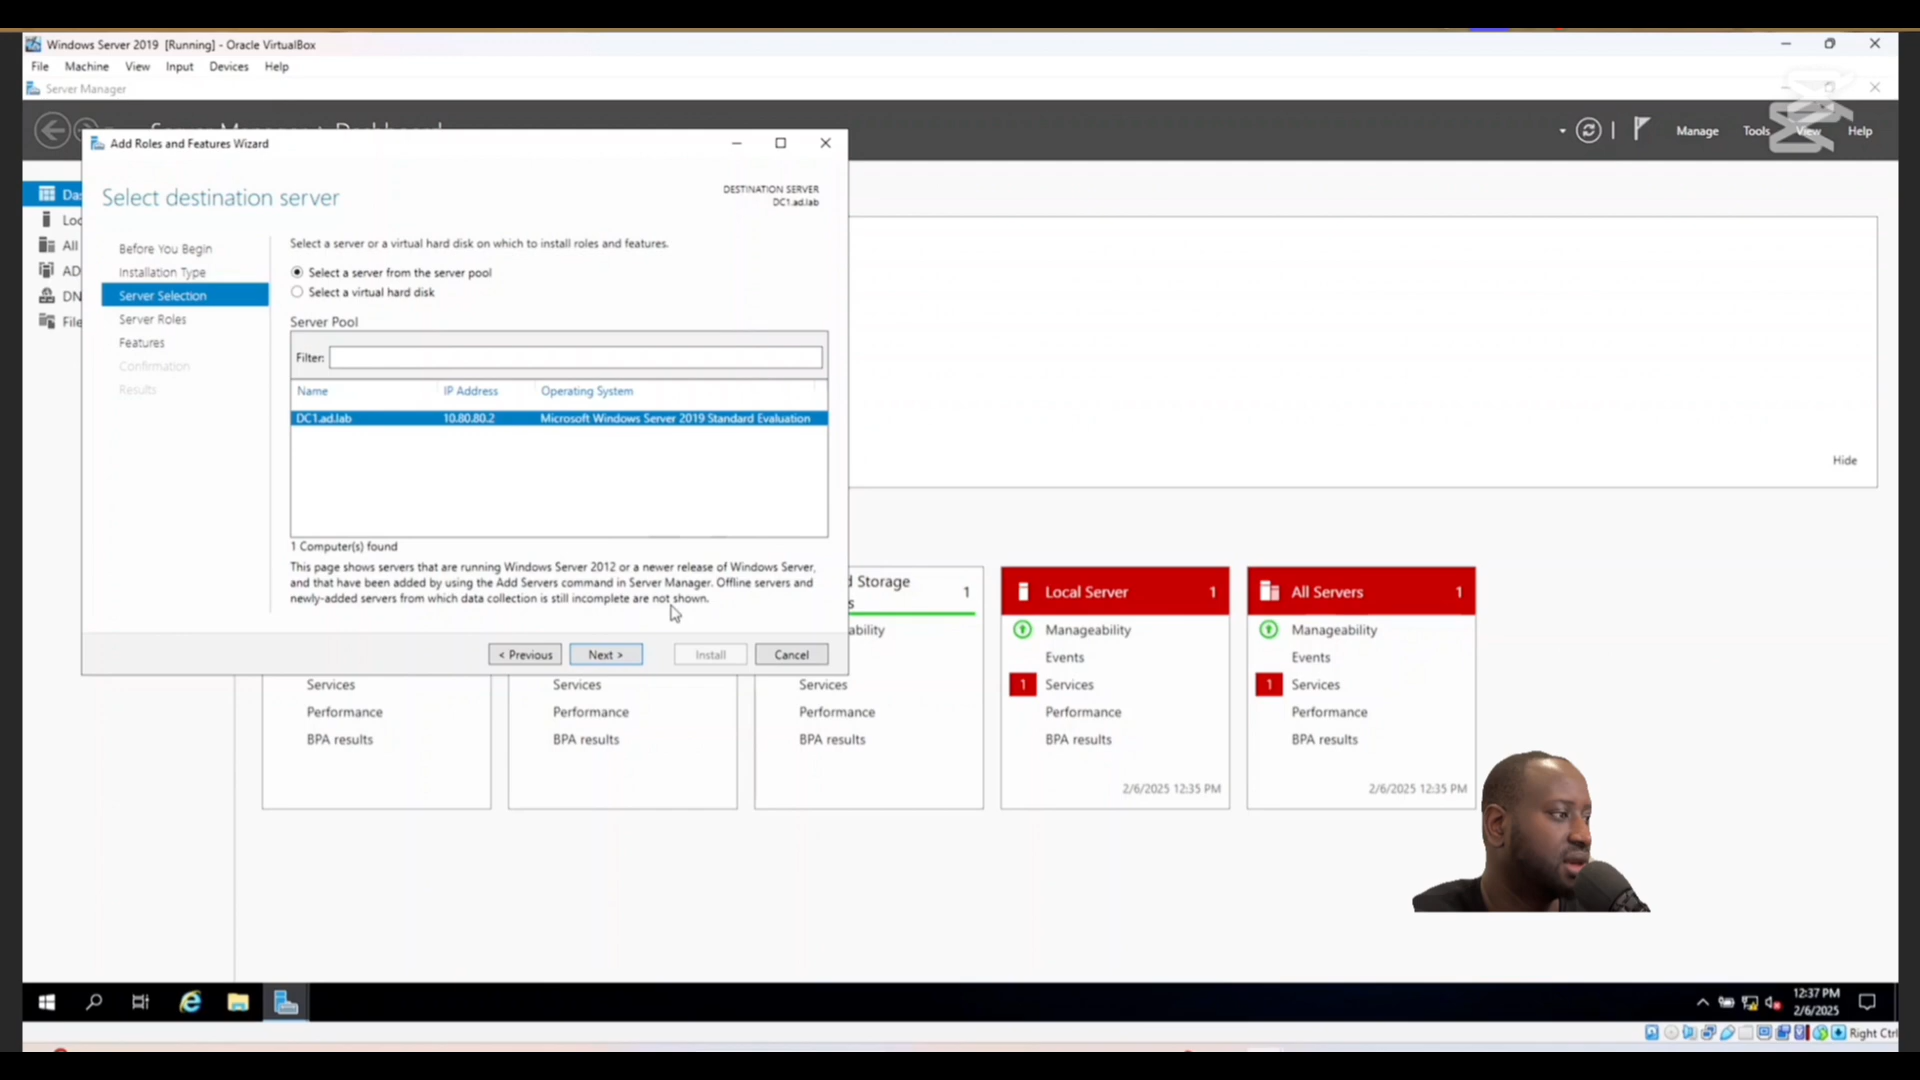 Windows Server 2019 [Running] - Oracle VirtualBox
File Machine View Input Devices Help
Server Manager
Manage Tools View Help
Add Roles and Features Wizard
Select destination server
DESTINATION SERVER
DC1.ad.lab
Before You Begin
Installation Type
Server Selection
Server Roles
Features
Confirmation
Results
Select a server or a virtual hard disk on which to install roles and features.
Select a server from the server pool
Select a virtual hard disk
Server Pool
Filter:
Name IP Address Operating System
DC1.ad.lab 10.80.80.2 Microsoft Windows Server 2019 Standard Evaluation
1 Computer(s) found
This page shows servers that are running Windows Server 2012 or a newer release of Windows Server,
and that have been added by using the Add Servers command in Server Manager. Offline servers and
newly-added servers from which data collection is still incomplete are not shown.
< Previous Next > Install Cancel
Da
Loc
All
AD
DN
File
Hide
d Storage 1
s
ability
Services
Performance
BPA results
Services
Performance
BPA results
Services
Performance
BPA results
Local Server 1
Manageability
Events
1 Services
Performance
BPA results
2/6/2025 12:35 PM
All Servers 1
Manageability
Events
1 Services
Performance
BPA results
2/6/2025 12:35 PM
12:37 PM
2/6/2025
Right Ctrl